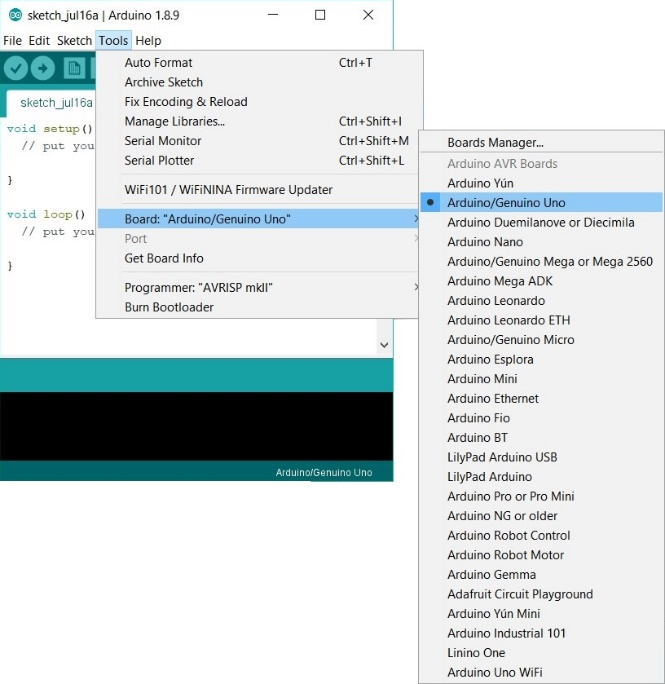 sketch_jul16a | Arduino 1.8.9
File Edit Sketch Tools Help
sketch_jul16a
void setup()
// put you
}
void loop()
// put you
}
Auto Format Ctrl+T
Archive Sketch
Fix Encoding & Reload
Manage Libraries... Ctrl+Shift+I
Serial Monitor Ctrl+Shift+M
Serial Plotter Ctrl+Shift+L
WiFi101 / WiFiNINA Firmware Updater
Board: "Arduino/Genuino Uno"
Port
Get Board Info
Programmer: "AVRISP mkII"
Burn Bootloader
Arduino/Genuino Uno
Boards Manager...
Arduino AVR Boards
Arduino Yún
Arduino/Genuino Uno
Arduino Duemilanove or Diecimila
Arduino Nano
Arduino/Genuino Mega or Mega 2560
Arduino Mega ADK
Arduino Leonardo
Arduino Leonardo ETH
Arduino/Genuino Micro
Arduino Esplora
Arduino Mini
Arduino Ethernet
Arduino Fio
Arduino BT
LilyPad Arduino USB
LilyPad Arduino
Arduino Pro or Pro Mini
Arduino NG or older
Arduino Robot Control
Arduino Robot Motor
Arduino Gemma
Adafruit Circuit Playground
Arduino Yún Mini
Arduino Industrial 101
Linino One
Arduino Uno WiFi